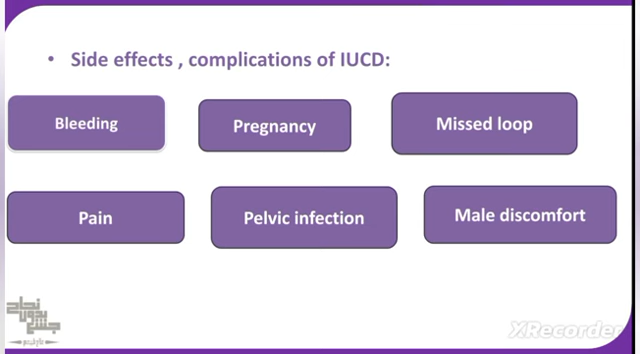 • Side effects , complications of IUCD:
Bleeding
Pregnancy
Missed loop
Pain
Pelvic infection
Male discomfort
XRecorder